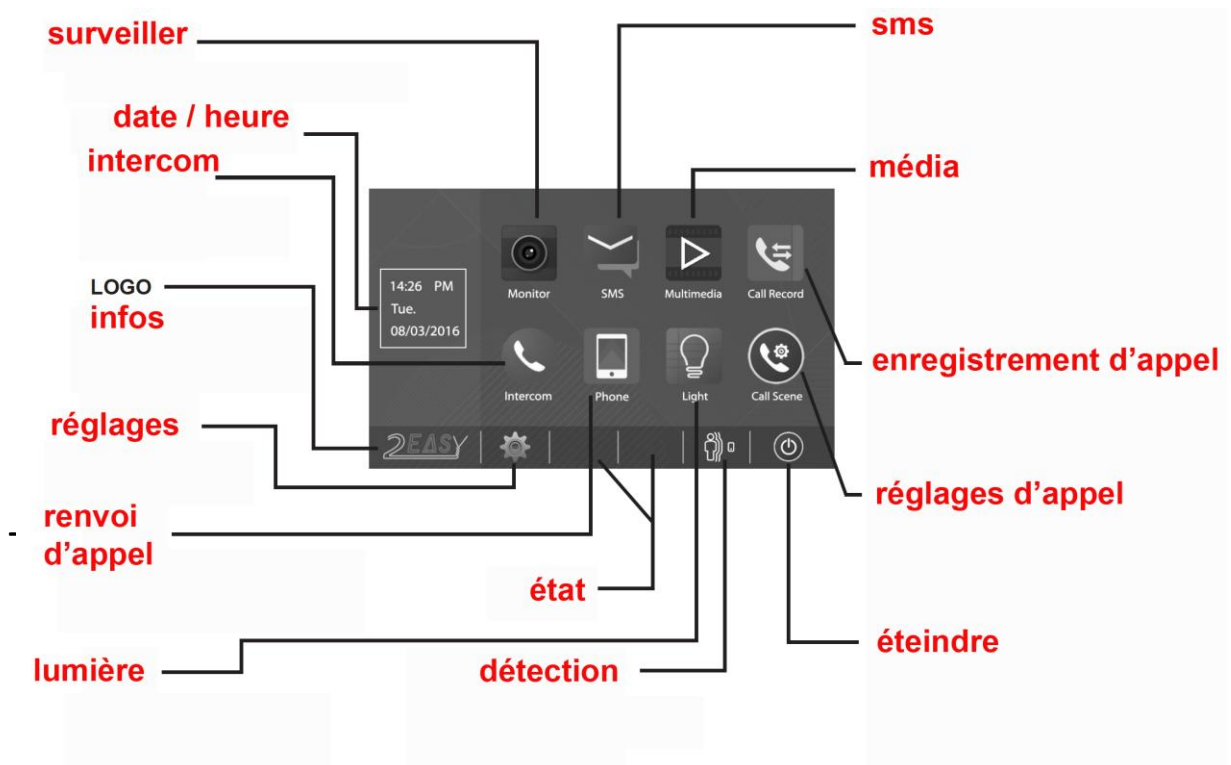 surveiller
sms
date / heure
intercom
média
LOGO
infos
14:26 PM
Tue.
08/03/2016
Monitor
SMS
Multimedia
Call Record
enregistrement d’appel
Intercom
Phone
Light
Call Scene
réglages
2EASY
réglages d’appel
renvoi
d’appel
état
lumière
détection
éteindre